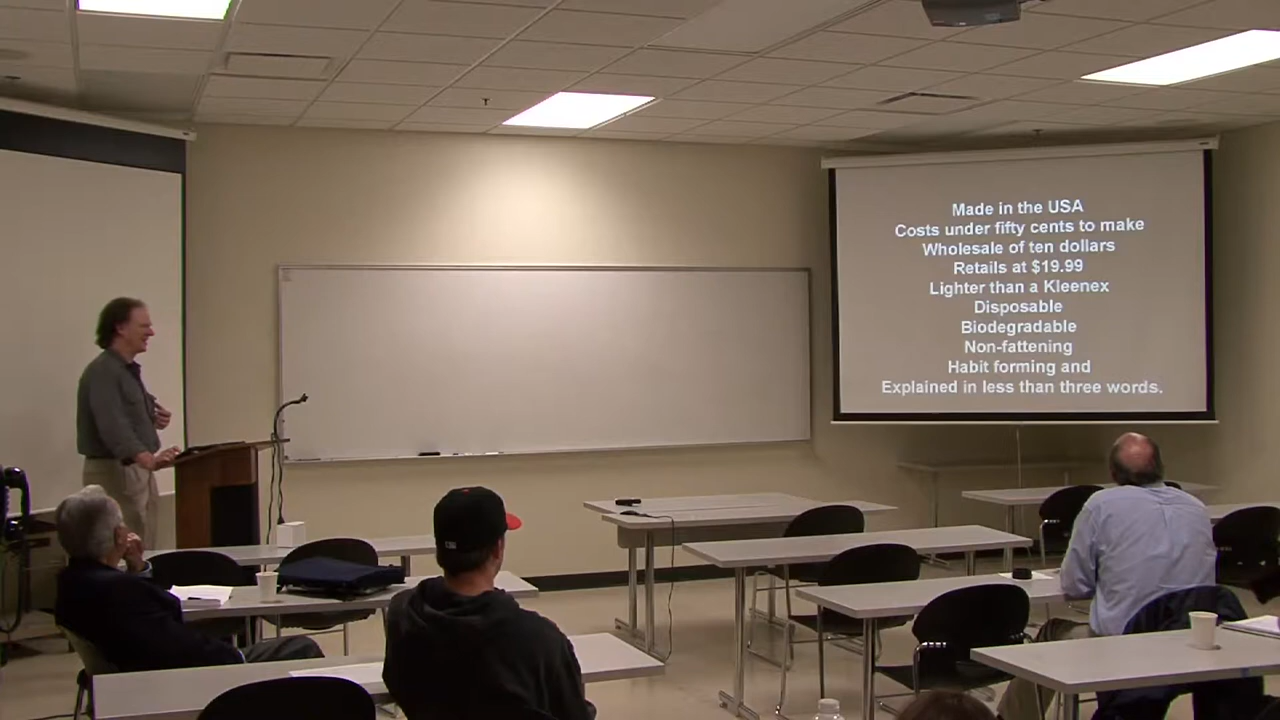 Made in the USA
Costs under fifty cents to make
Wholesale of ten dollars
Retails at $19.99
Lighter than a Kleenex
Disposable
Biodegradable
Non-fattening
Habit forming and
Explained in less than three words.